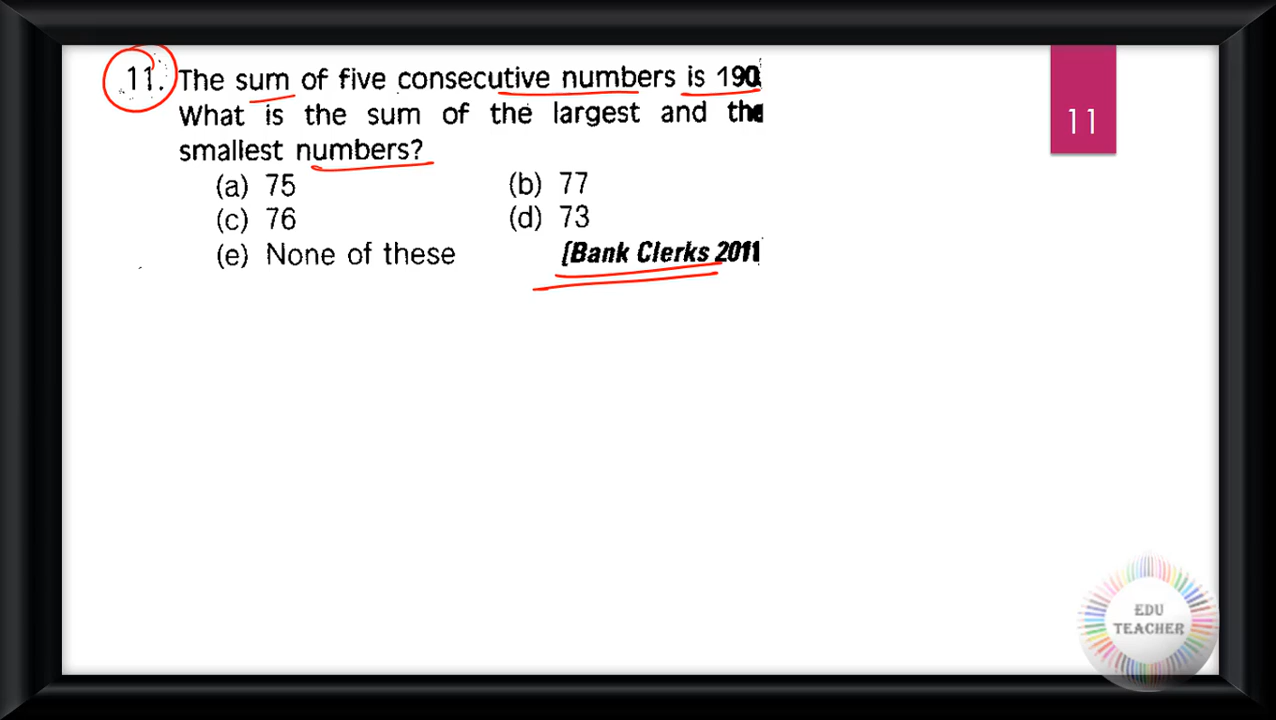 11. The sum of five consecutive numbers is 190.
What is the sum of the largest and the
smallest numbers?
(a) 75 (b) 77
(c) 76 (d) 73
(e) None of these [Bank Clerks 2011
11
EDU
TEACHER